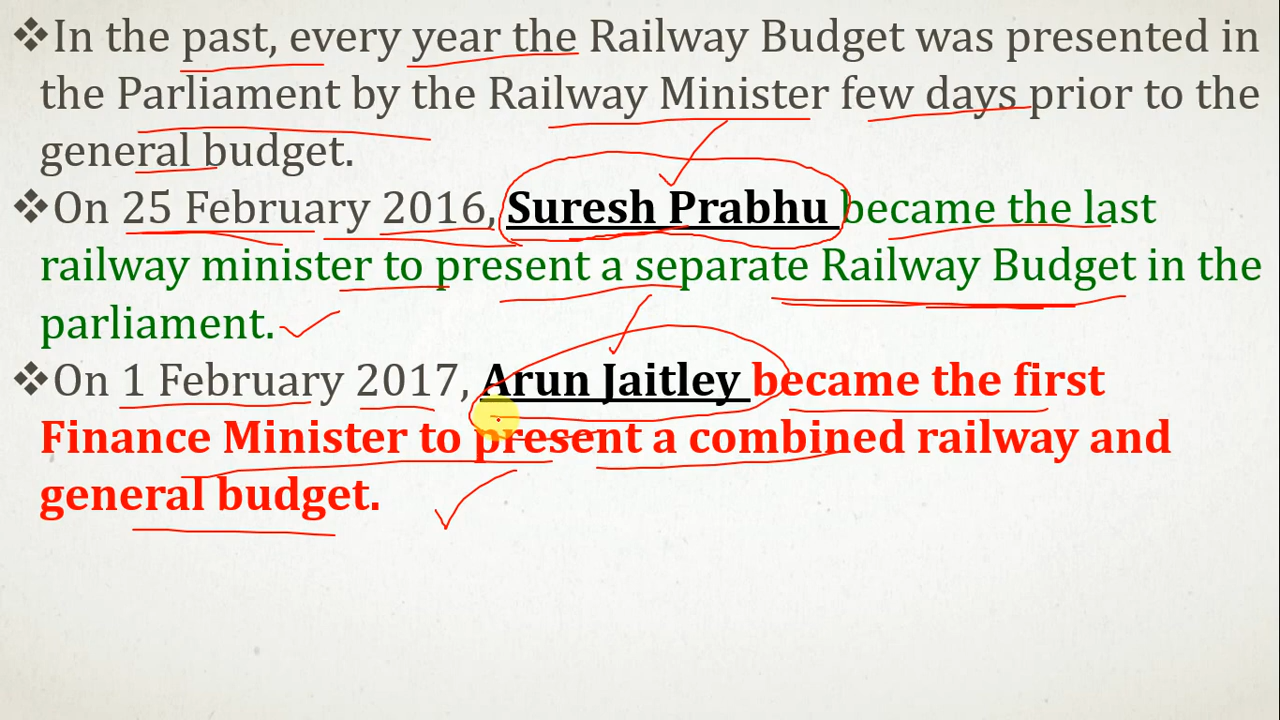 ❖In the past, every year the Railway Budget was presented in
the Parliament by the Railway Minister few days prior to the
general budget.
❖On 25 February 2016, Suresh Prabhu became the last
railway minister to present a separate Railway Budget in the
parliament.
❖On 1 February 2017, Arun Jaitley became the first
Finance Minister to present a combined railway and
general budget.